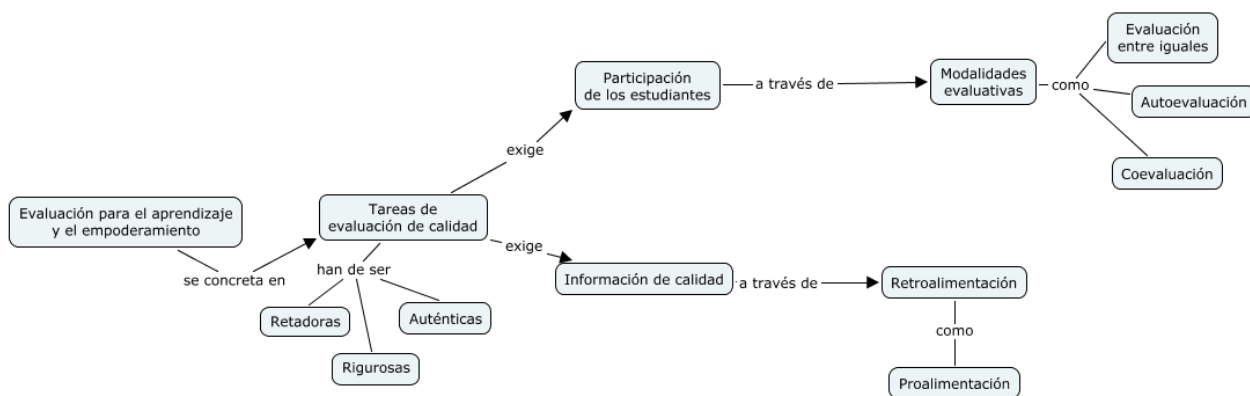 Evaluación para el aprendizaje
y el empoderamiento
se concreta en
Tareas de
evaluación de calidad
han de ser
Retadoras
Rigurosas
Auténticas
exige
Participación
de los estudiantes
a través de
Modalidades
evaluativas
como
Evaluación
entre iguales
Autoevaluación
Coevaluación
exige
Información de calidad
a través de
Retroalimentación
como
Proalimentación